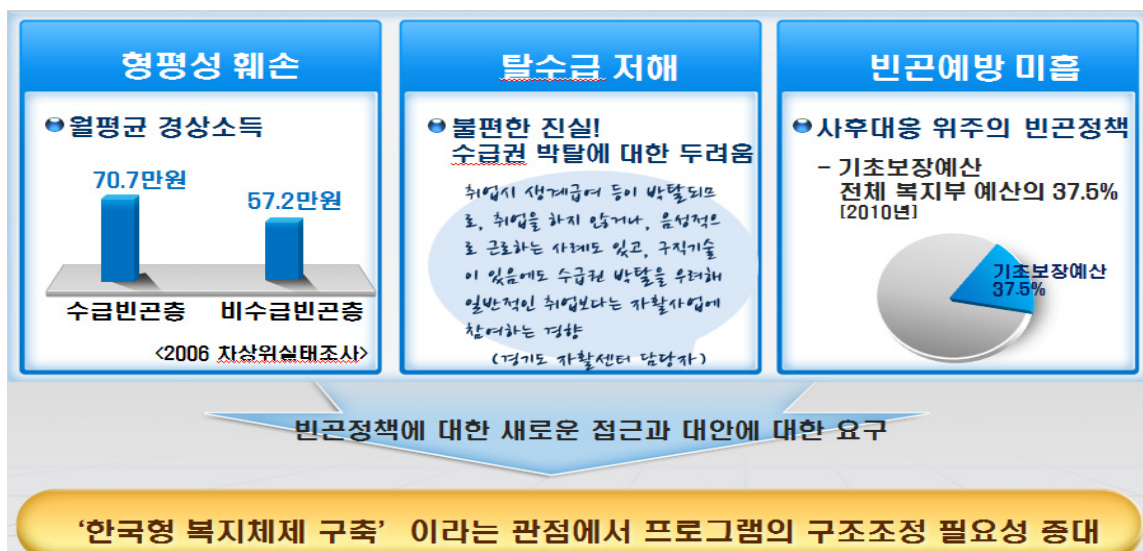 형평성 훼손
월평균 경상소득
70.7만원
57.2만원
수급빈곤층
비수급빈곤층
<2006 차상위실태조사>
탈수급 저해
불편한 진실!
수급권 박탈에 대한 두려움
취업시 생계급여 등이 박탈되므
로, 취업을 하지 않거나, 음성적으
로 근로하는 사례도 있고, 구직기술
이 있음에도 수급권 박탈을 우려해
일반적인 취업보다는 자활사업에
참여하는 경향
(경기도 자활센터 담당자)
빈곤예방 미흡
사후대응 위주의 빈곤정책
- 기초보장예산
전체 복지부 예산의 37.5%
[2010년]
기초보장예산
37.5%
빈곤정책에 대한 새로운 접근과 대안에 대한 요구
‘한국형 복지체제 구축’ 이라는 관점에서 프로그램의 구조조정 필요성 증대